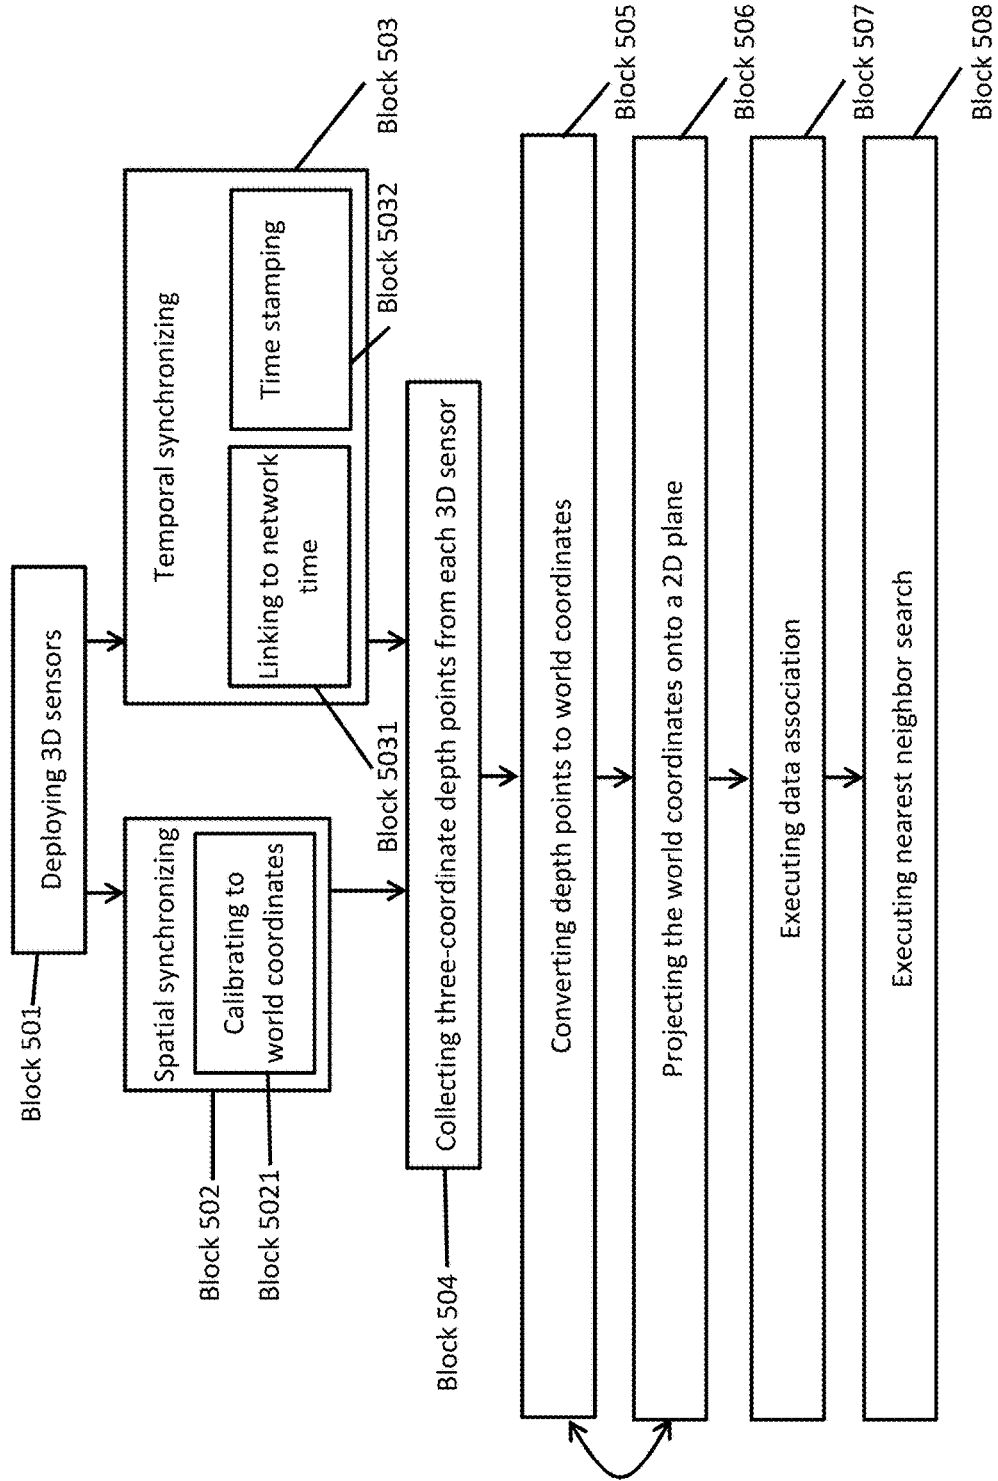 Block 501
Deploying 3D sensors
Block 502
Spatial synchronizing
Block 5021
Calibrating to
world coordinates
Block 503
Temporal synchronizing
Block 5031
Linking to network
time
Time stamping
Block 5032
Block 504
Collecting three-coordinate depth points from each 3D sensor
Converting depth points to world coordinates
Block 505
Projecting the world coordinates onto a 2D plane
Block 506
Executing data association
Block 507
Executing nearest neighbor search
Block 508